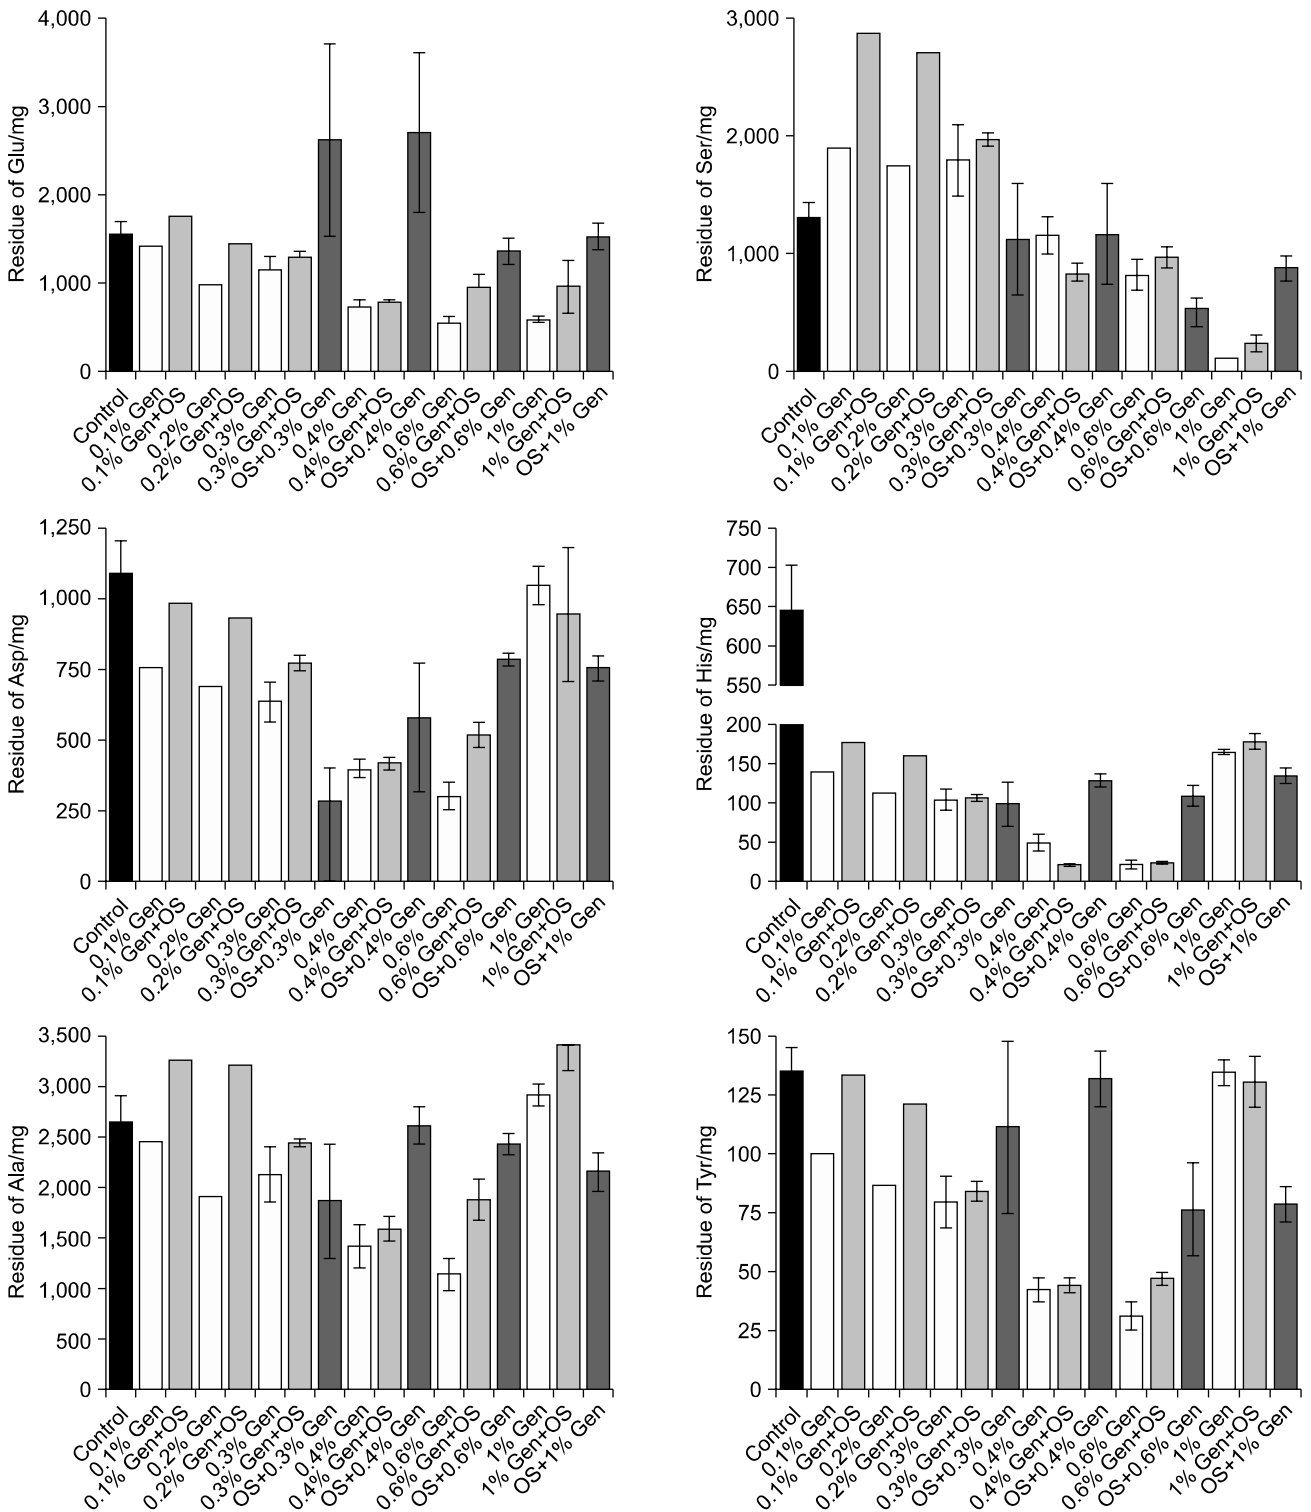 Residue of Glu/mg
4,000
3,000
2,000
1,000
0
Control
0.1% Gen
0.1% Gen+OS
0.2% Gen
0.2% Gen+OS
0.3% Gen
0.3% Gen+OS
OS+0.3% Gen
0.4% Gen
0.4% Gen+OS
OS+0.4% Gen
0.6% Gen
0.6% Gen+OS
OS+0.6% Gen
1% Gen
1% Gen+OS
OS+1% Gen
Residue of Ser/mg
3,000
2,000
1,000
0
Control
0.1% Gen
0.1% Gen+OS
0.2% Gen
0.2% Gen+OS
0.3% Gen
0.3% Gen+OS
OS+0.3% Gen
0.4% Gen
0.4% Gen+OS
OS+0.4% Gen
0.6% Gen
0.6% Gen+OS
OS+0.6% Gen
1% Gen
1% Gen+OS
OS+1% Gen
Residue of Asp/mg
1,250
1,000
750
500
250
0
Control
0.1% Gen
0.1% Gen+OS
0.2% Gen
0.2% Gen+OS
0.3% Gen
0.3% Gen+OS
OS+0.3% Gen
0.4% Gen
0.4% Gen+OS
OS+0.4% Gen
0.6% Gen
0.6% Gen+OS
OS+0.6% Gen
1% Gen
1% Gen+OS
OS+1% Gen
Residue of His/mg
750
700
650
600
550
200
150
100
50
0
Control
0.1% Gen
0.1% Gen+OS
0.2% Gen
0.2% Gen+OS
0.3% Gen
0.3% Gen+OS
OS+0.3% Gen
0.4% Gen
0.4% Gen+OS
OS+0.4% Gen
0.6% Gen
0.6% Gen+OS
OS+0.6% Gen
1% Gen
1% Gen+OS
OS+1% Gen
Residue of Ala/mg
3,500
3,000
2,500
2,000
1,500
1,000
500
0
Control
0.1% Gen
0.1% Gen+OS
0.2% Gen
0.2% Gen+OS
0.3% Gen
0.3% Gen+OS
OS+0.3% Gen
0.4% Gen
0.4% Gen+OS
OS+0.4% Gen
0.6% Gen
0.6% Gen+OS
OS+0.6% Gen
1% Gen
1% Gen+OS
OS+1% Gen
Residue of Tyr/mg
150
125
100
75
50
25
0
Control
0.1% Gen
0.1% Gen+OS
0.2% Gen
0.2% Gen+OS
0.3% Gen
0.3% Gen+OS
OS+0.3% Gen
0.4% Gen
0.4% Gen+OS
OS+0.4% Gen
0.6% Gen
0.6% Gen+OS
OS+0.6% Gen
1% Gen
1% Gen+OS
OS+1% Gen